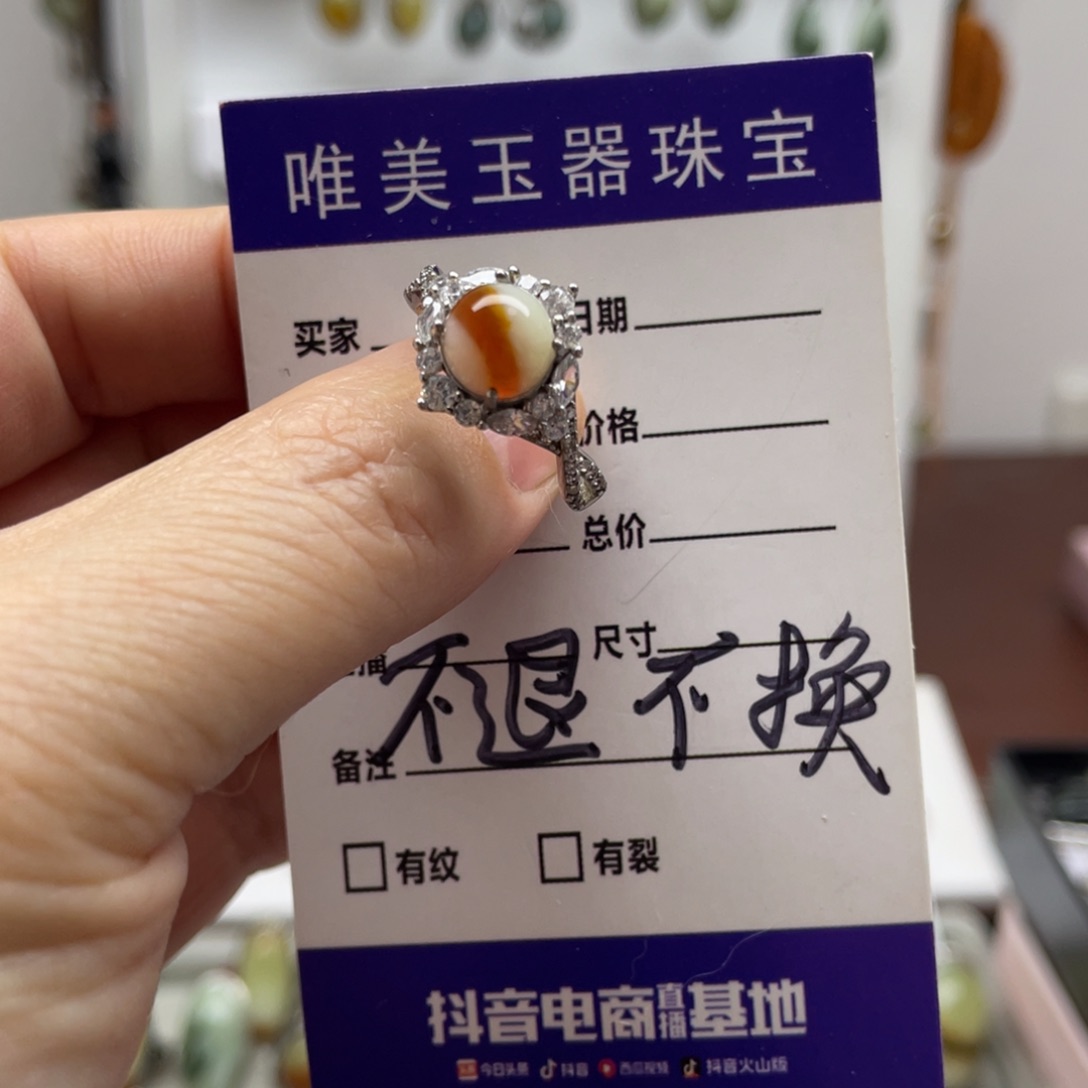 唯美玉器珠宝
买家 日期
价格
总价
尺寸
不退不换
备注
有纹 有裂
抖音电商直播基地
今日头条 抖音 西瓜视频 抖音火山版